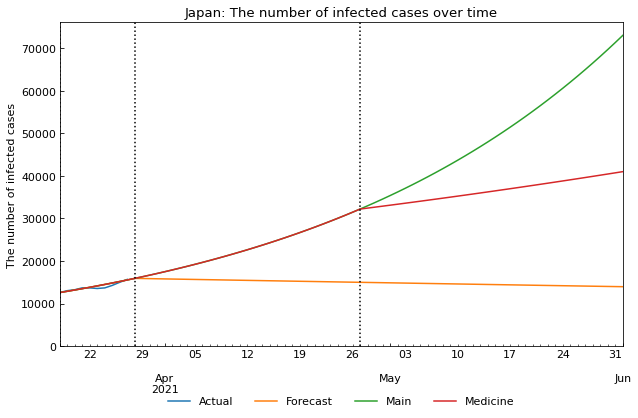 Japan: The number of infected cases over time
The number of infected cases
70000
60000
50000
40000
30000
20000
10000
0
22 29 05 12 19 26 03 10 17 24 31
Apr May Jun
2021
Actual Forecast Main Medicine